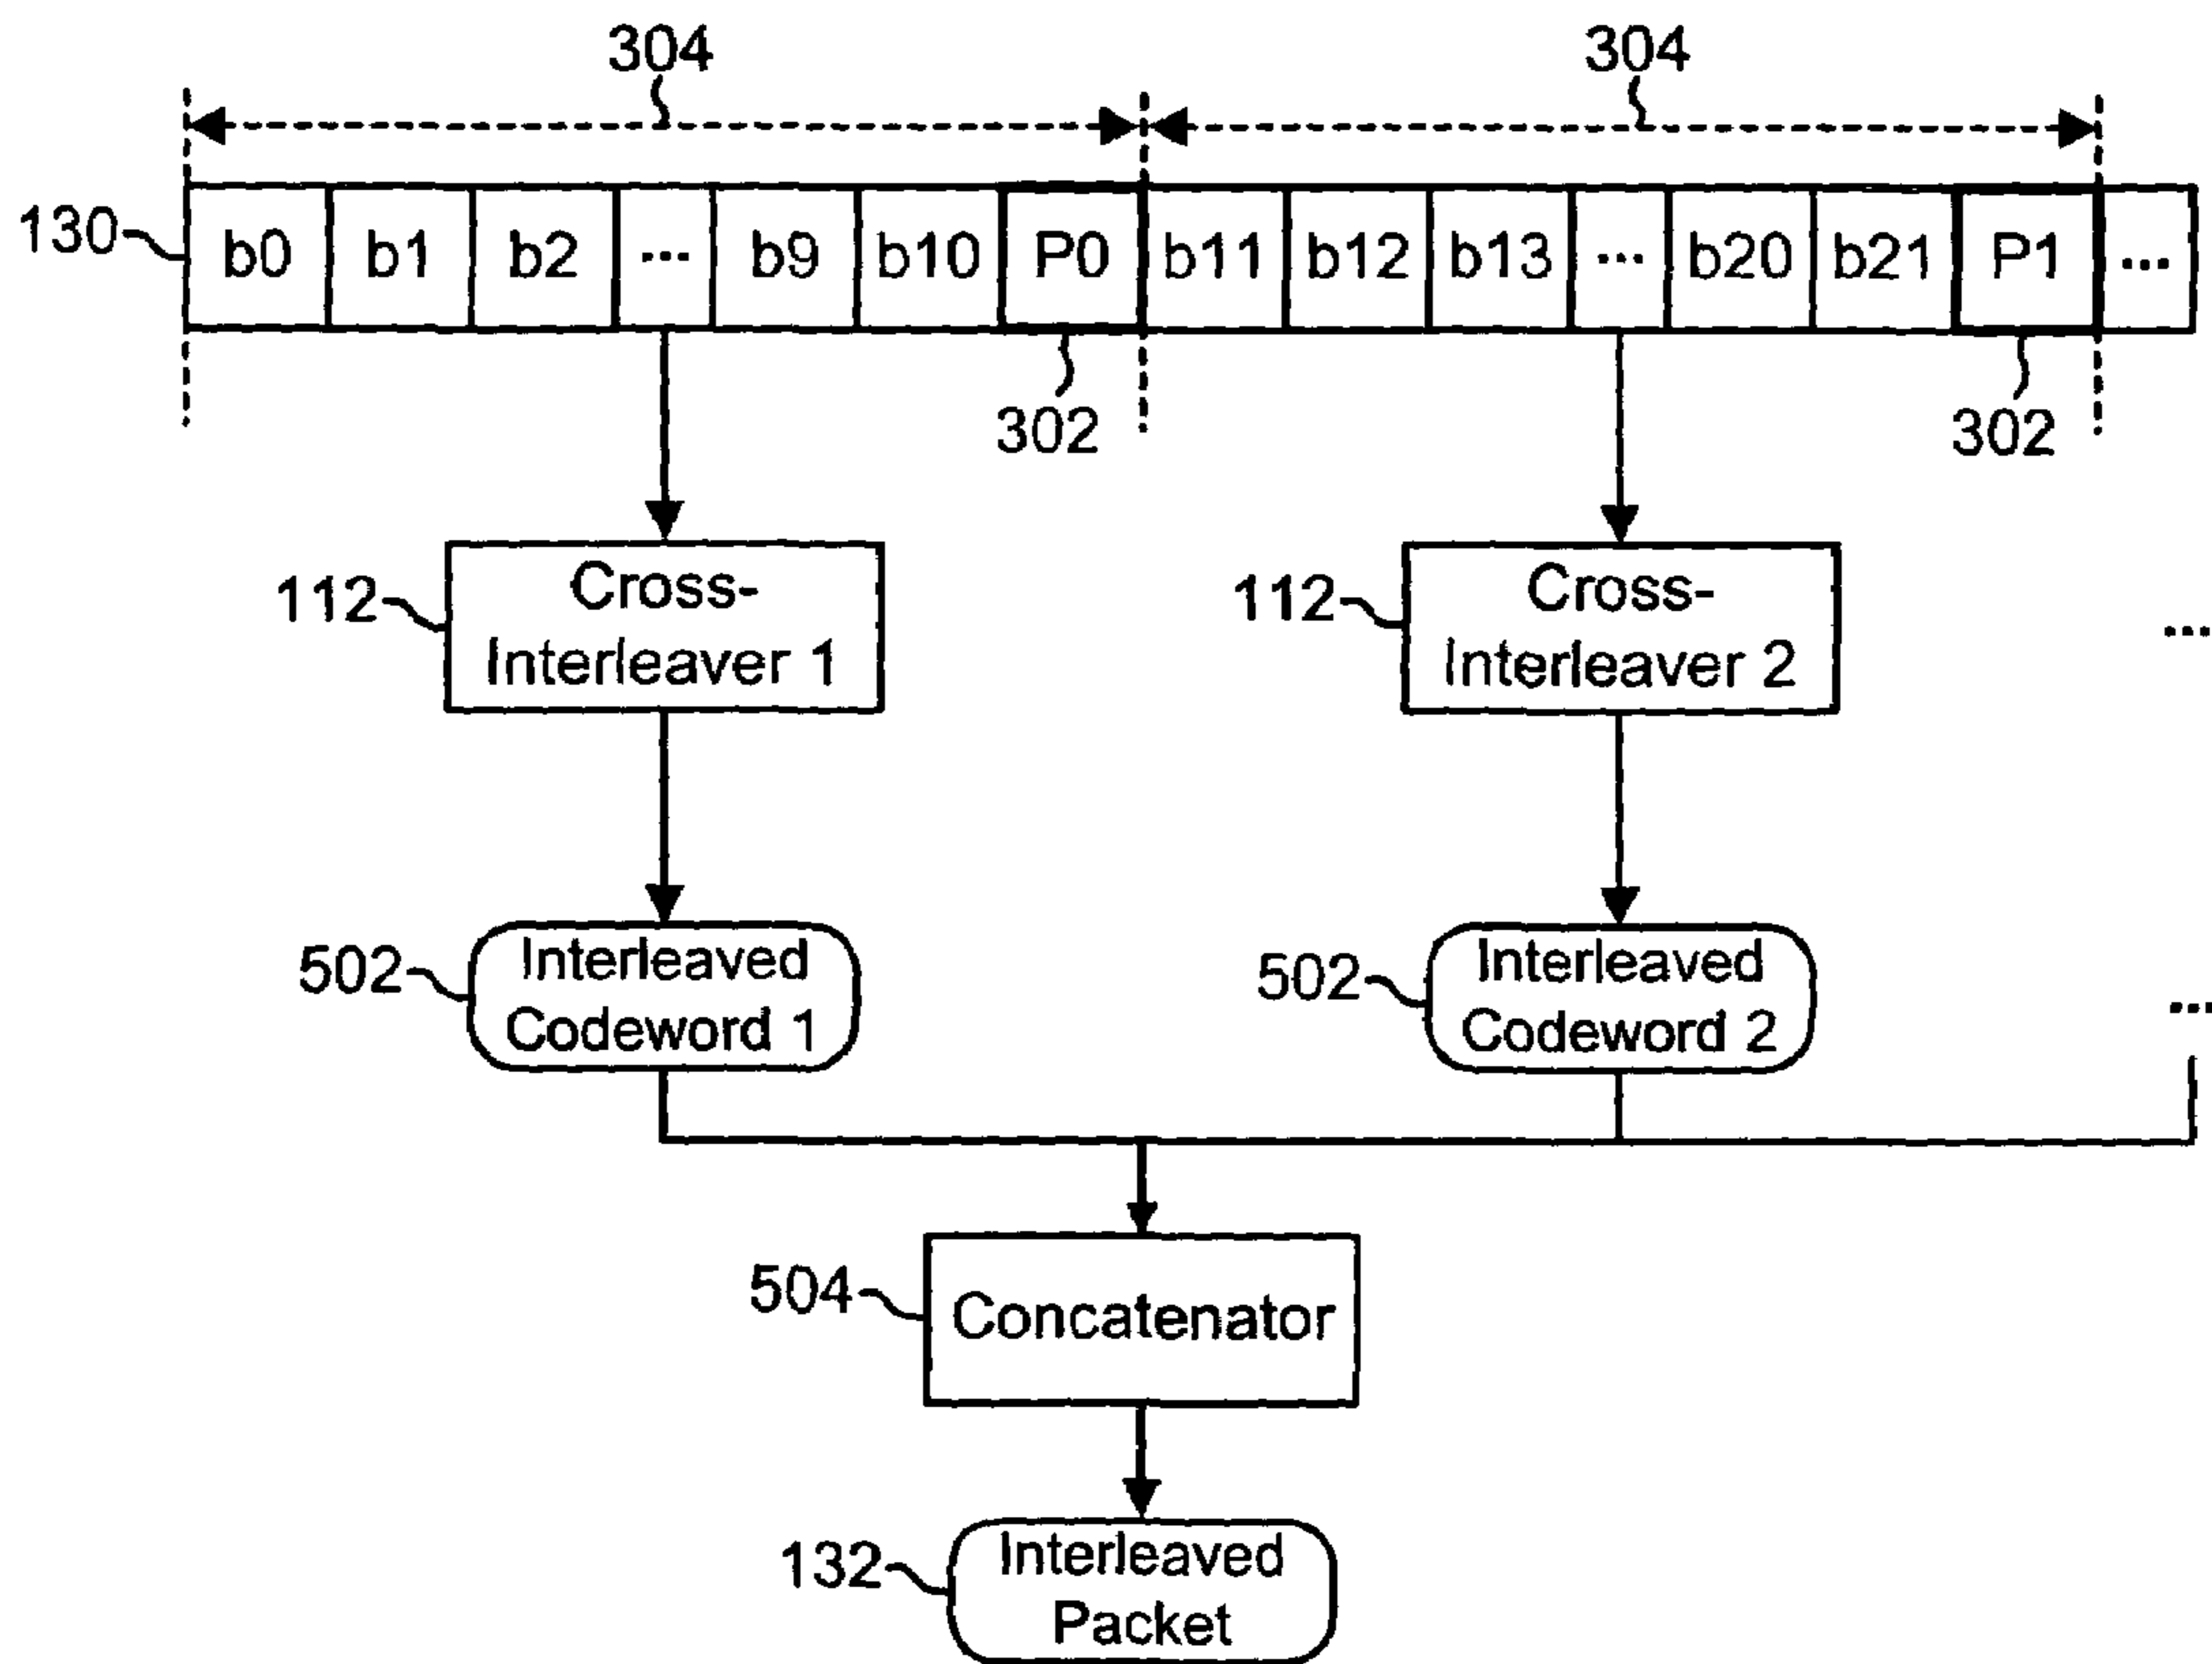 304 304
130 b0 b1 b2 ... b9 b10 P0 b11 b12 b13 ... b20 b21 P1 ...
302 302
112 Cross- 112 Cross-
Interleaver 1 Interleaver 2 ...
502 Interleaved 502 Interleaved
Codeword 1 Codeword 2 ...
504 Concatenator
132 Interleaved
Packet